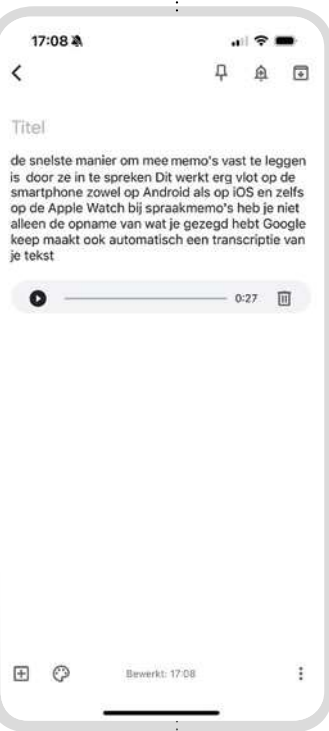 17:08
Titel
de snelste manier om mee memo's vast te leggen
is door ze in te spreken Dit werkt erg vlot op de
smartphone zowel op Android als op iOS en zelfs
op de Apple Watch bij spraakmemo's heb je niet
alleen de opname van wat je gezegd hebt Google
keep maakt ook automatisch een transcriptie van
je tekst
0:27
Bewerkt: 17:08